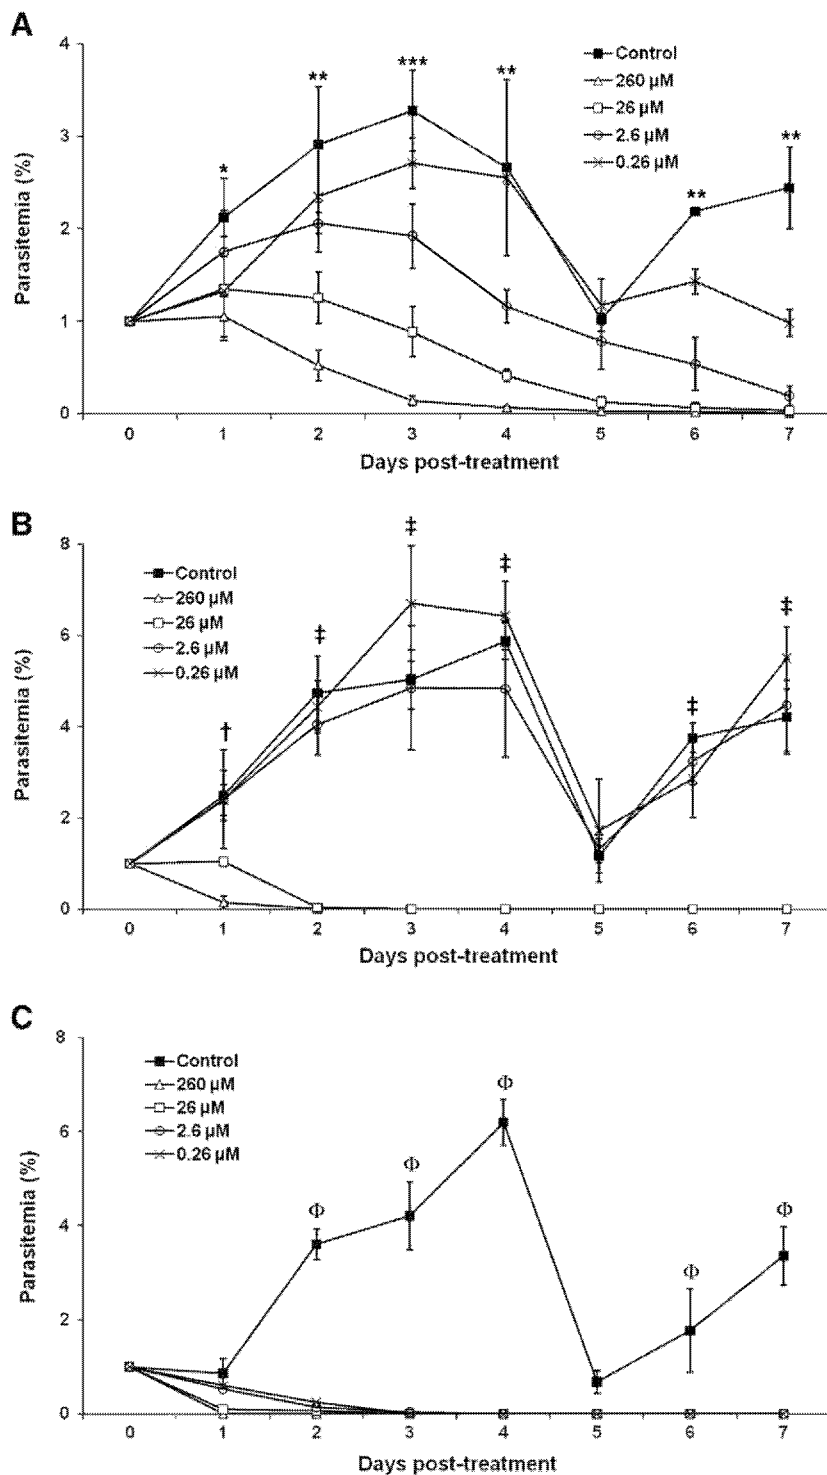 A
4
3
2
1
0
Parasitemia (%)
*
**
***
**
**
**
Control
260 µM
26 µM
2.6 µM
0.26 µM
0 1 2 3 4 5 6 7
Days post-treatment
B
8
6
4
2
0
Parasitemia (%)
Control
260 µM
26 µM
2.6 µM
0.26 µM
†
‡
‡
‡
‡
‡
0 1 2 3 4 5 6 7
Days post-treatment
C
8
6
4
2
0
Parasitemia (%)
Control
260 µM
26 µM
2.6 µM
0.26 µM
Φ
Φ
Φ
Φ
Φ
0 1 2 3 4 5 6 7
Days post-treatment